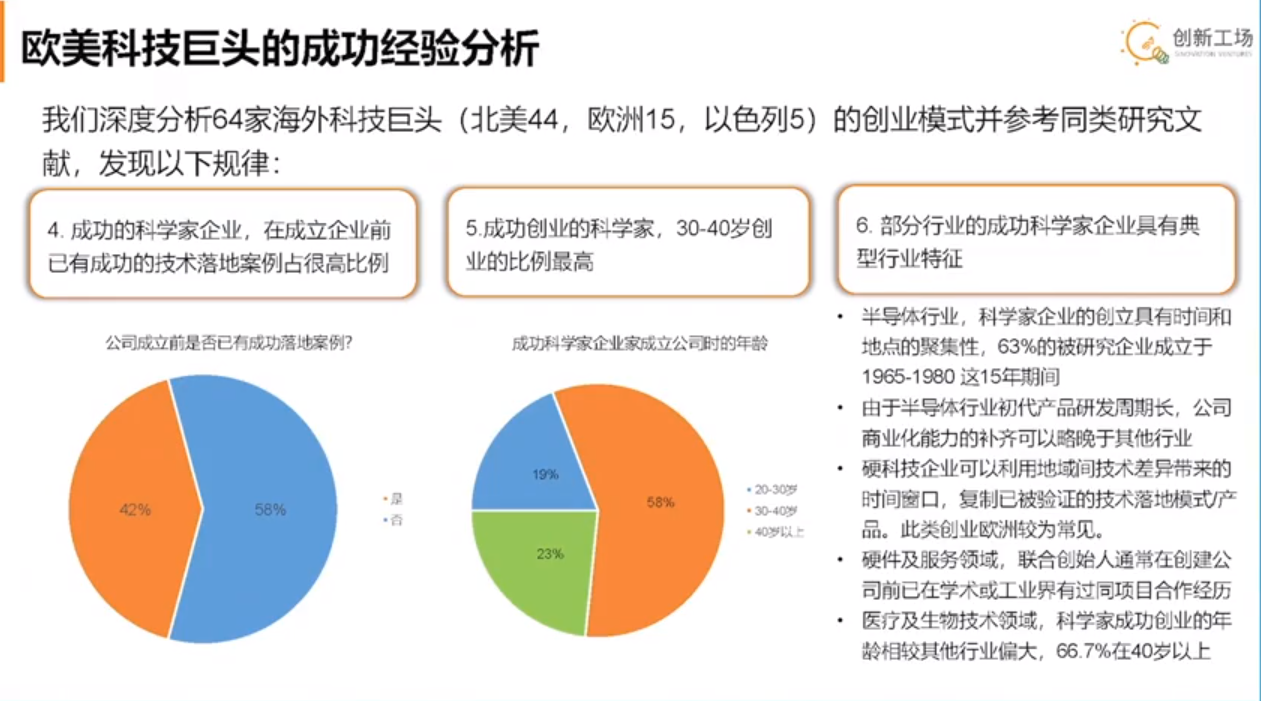 欧美科技巨头的成功经验分析
创新工场
SINOVATION VENTURES
我们深度分析64家海外科技巨头（北美44，欧洲15，以色列5）的创业模式并参考同类研究文
献，发现以下规律：
4. 成功的科学家企业，在成立企业前
已有成功的技术落地案例占很高比例
5.成功创业的科学家，30-40岁创
业的比例最高
6. 部分行业的成功科学家企业具有典
型行业特征
公司成立前是否已有成功落地案例?
42%
58%
是
否
成功科学家企业家成立公司时的年龄
19%
58%
23%
20-30岁
30-40岁
40岁以上
• 半导体行业，科学家企业的创立具有时间和
地点的聚集性，63%的被研究企业成立于
1965-1980 这15年期间
• 由于半导体行业初代产品研发周期长，公司
商业化能力的补齐可以略晚于其他行业
• 硬科技企业可以利用地域间技术差异带来的
时间窗口，复制已被验证的技术落地模式/产
品。此类创业欧洲较为常见。
• 硬件及服务领域，联合创始人通常在创建公
司前已在学术或工业界有过同项目合作经历
• 医疗及生物技术领域，科学家成功创业的年
龄相较其他行业偏大，66.7%在40岁以上